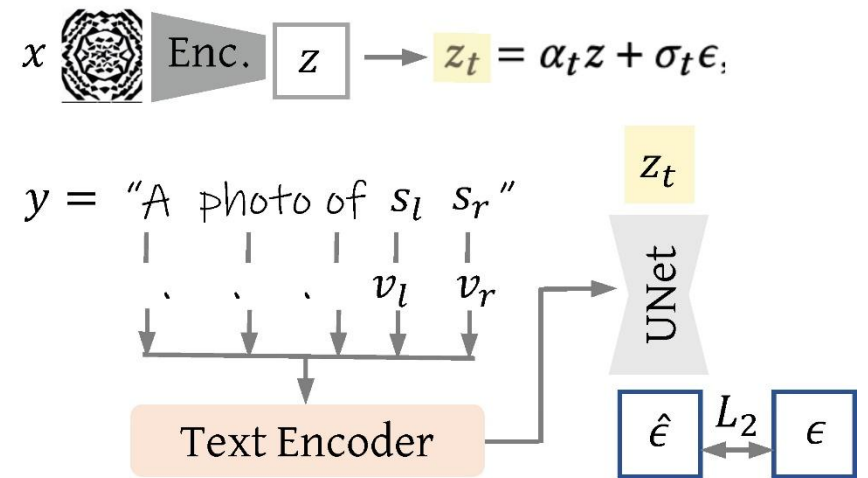 x Enc. z → z_t = α_t z + σ_t ϵ,
z_t
y = "A photo of s_l s_r"
. . . v_l v_r
UNet
Text Encoder
ϵ̂ L_2 ϵ